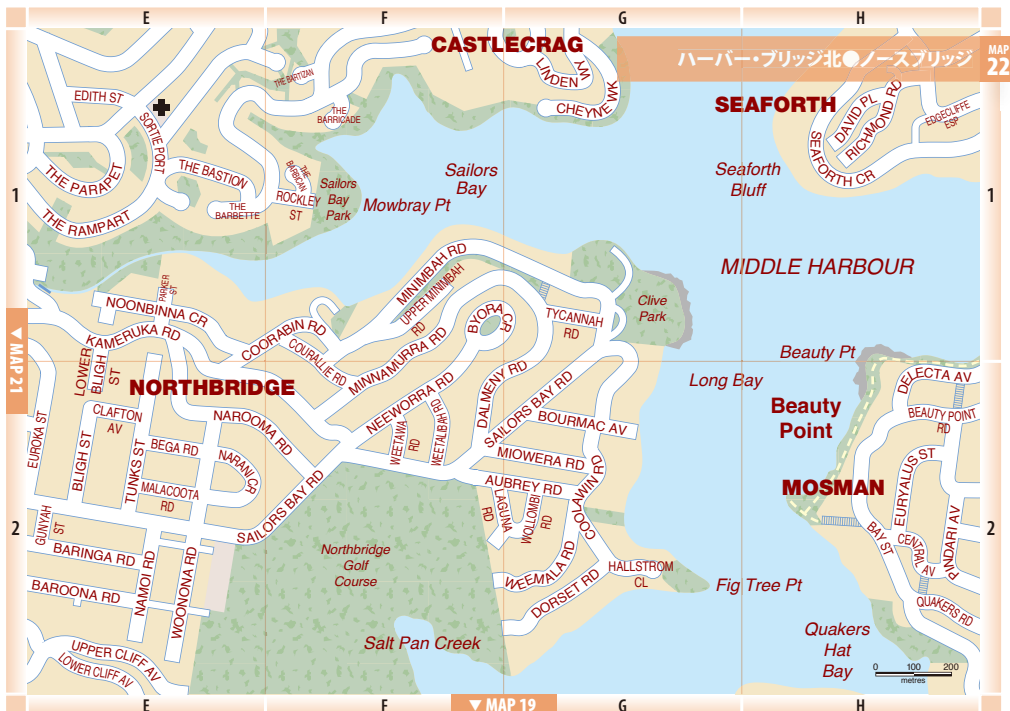 E
F
G
H
CASTLECRAG
ハーバー・ブリッジ北●ノースブリッジ
MAP
22
THE BARTIZAN
LINDEN
WY
CHEYNE WK
EDITH ST
SORTIE PORT
THE
BARRICADE
SEAFORTH
DAVID PL
RICHMOND RD
EDGECLIFFE
ESP
SEAFORTH CR
THE PARAPET
THE BASTION
THE
BARBICAN
Sailors
Bay
Park
Sailors
Bay
Seaforth
Bluff
1
1
THE RAMPART
THE
BARBETTE
ROCKLEY
ST
Mowbray Pt
MIDDLE HARBOUR
MINIMBAH RD
UPPER MINIMBAH
RD
PARKER
ST
NOONBINNA CR
Clive
Park
TYCANNAH
RD
BYORA
CR
KAMERUKA RD
COORABIN RD
COURALLIE RD
MINNAMURRA RD
Beauty Pt
▼ MAP 21
LOWER
BLIGH
ST
NORTHBRIDGE
NEEWORRA RD
DALMENY RD
SAILORS BAY RD
Long Bay
DELECTA AV
Beauty
Point
BEAUTY POINT
RD
CLAFTON
AV
NAROOMA RD
WEETAWA
RD
WEETALIBAH RD
BOURMAC AV
EUROKA ST
BLIGH ST
TUNKS ST
BEGA RD
NARANI CR
MIOWERA RD
MALACOOTA
RD
SAILORS BAY RD
AUBREY RD
COOLAWIN RD
MOSMAN
EURYALUS ST
GUNYAH
ST
LAGUNA
RD
WOLLOMBI
RD
2
2
BAY ST
CENTRAL
AV
PINDARI AV
BARINGA RD
Northbridge
Golf
Course
BAROONA RD
NAMOI RD
WOONONA RD
WEEMALA RD
DORSET RD
HALLSTROM
CL
Fig Tree Pt
QUAKERS RD
Salt Pan Creek
Quakers
Hat
Bay
UPPER CLIFF AV
LOWER CLIFF AV
0 100 200
metres
E
F
▼ MAP 19
G
H